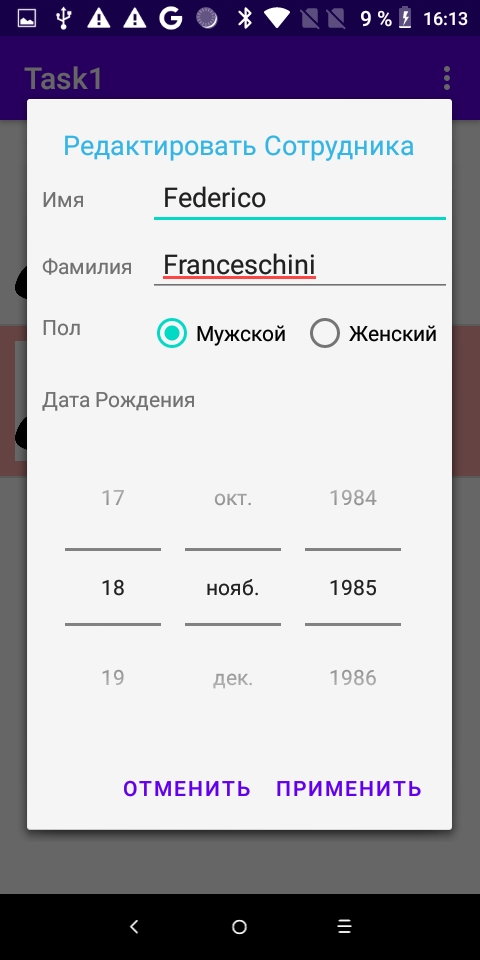 9 % 16:13
Task1
Редактировать Сотрудника
Имя Federico
Фамилия Franceschini
Пол Мужской Женский
Дата Рождения
17 окт. 1984
18 нояб. 1985
19 дек. 1986
ОТМЕНИТЬ ПРИМЕНИТЬ